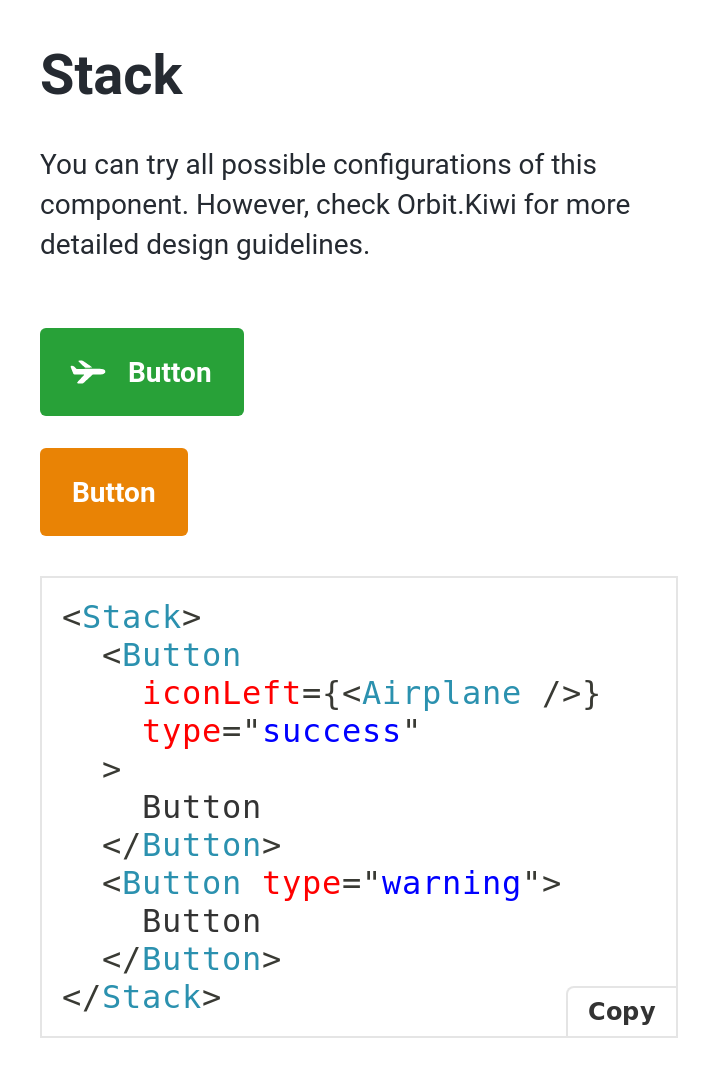 Stack
You can try all possible configurations of this
component. However, check Orbit.Kiwi for more
detailed design guidelines.
Button
Button
<Stack>
  <Button
    iconLeft={<Airplane />}
    type="success"
  >
    Button
  </Button>
  <Button type="warning">
    Button
  </Button>
</Stack>
Copy